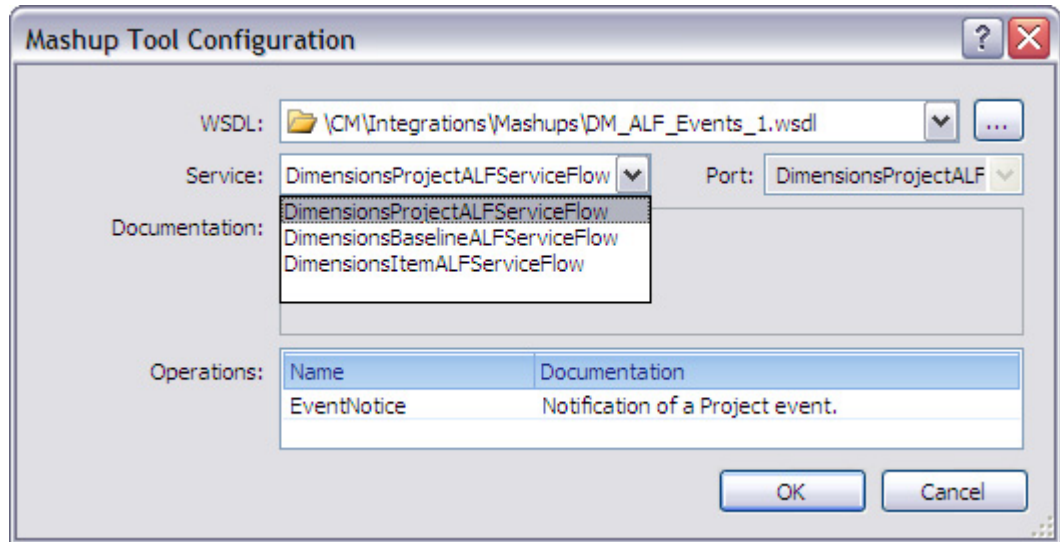 Mashup Tool Configuration
WSDL: \CM\Integrations\Mashups\DM_ALF_Events_1.wsdl ...
Service: DimensionsProjectALFServiceFlow Port: DimensionsProjectALF
DimensionsProjectALFServiceFlow
Documentation:
DimensionsBaselineALFServiceFlow
DimensionsItemALFServiceFlow
Operations: Name Documentation
EventNotice Notification of a Project event.
OK Cancel